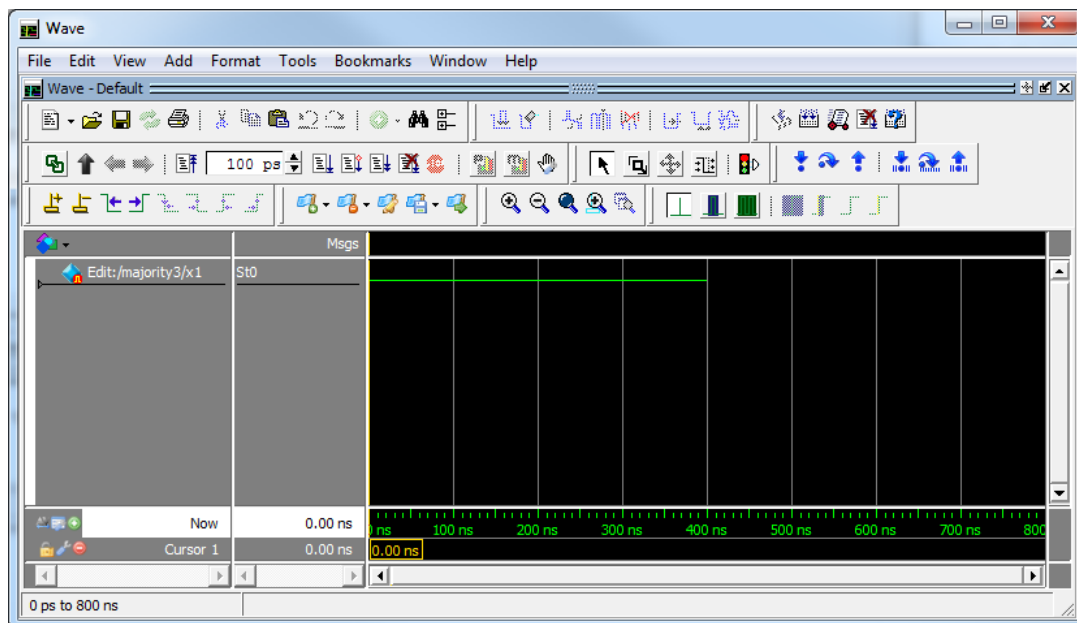 Wave
File Edit View Add Format Tools Bookmarks Window Help
Wave - Default
100 ps
Msgs
Edit:/majority3/x1 St0
Now 0.00 ns
ns 100 ns 200 ns 300 ns 400 ns 500 ns 600 ns 700 ns 800
Cursor 1 0.00 ns 0.00 ns
0 ps to 800 ns